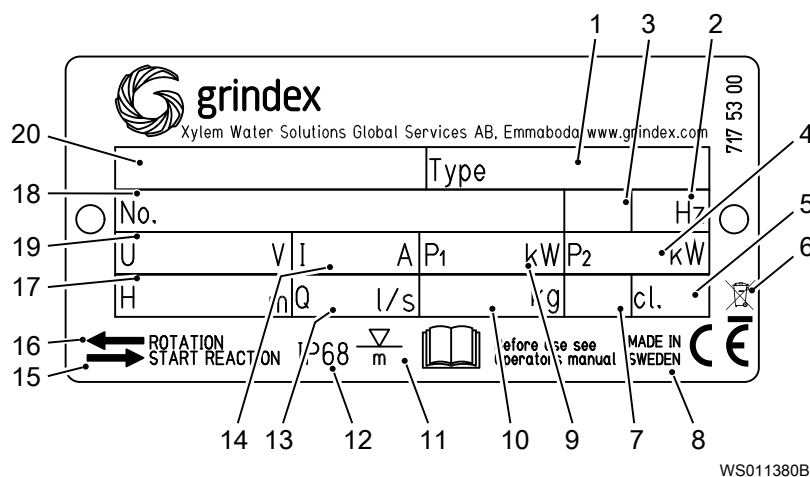 1 3 2
grindex
Xylem Water Solutions Global Services AB, Emmaboda www.grindex.com
717 53 00
20 4
Type
18
No. Hz
5
19
U V I A P1 kW P2 kW
6
17
H m Q l/s kg cl.
16
ROTATION
15
START REACTION
IP68
m
Before use see
Operators manual
MADE IN
SWEDEN
CE
14 13 12 11 10 9 7 8
WS011380B